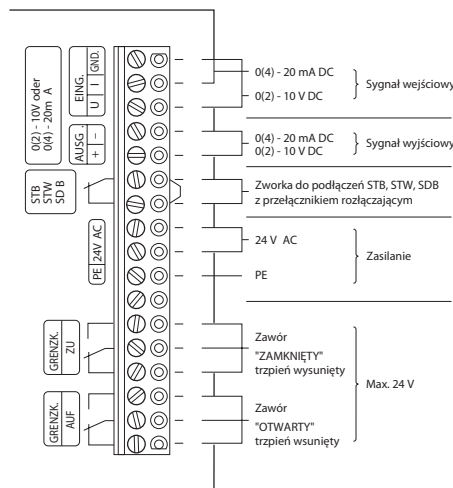 0(2) - 10V oder
0(4) - 20m A
EING.
U I GND.
AUSG .
+ –
STB
STW
SD B
PE 24V AC
GRENZK.
ZU
GRENZK.
AUF
0(4) - 20 mA DC
0(2) - 10 V DC
Sygnał wejściowy
0(4) - 20 mA DC
0(2) - 10 V DC
Sygnał wyjściowy
Zworka do podłączeń STB, STW, SDB
z przełącznikiem rozłączającym
24 V AC
PE
Zasilanie
Zawór
"ZAMKNIĘTY"
trzpień wysunięty
Zawór
"OTWARTY"
trzpień wsunięty
Max. 24 V